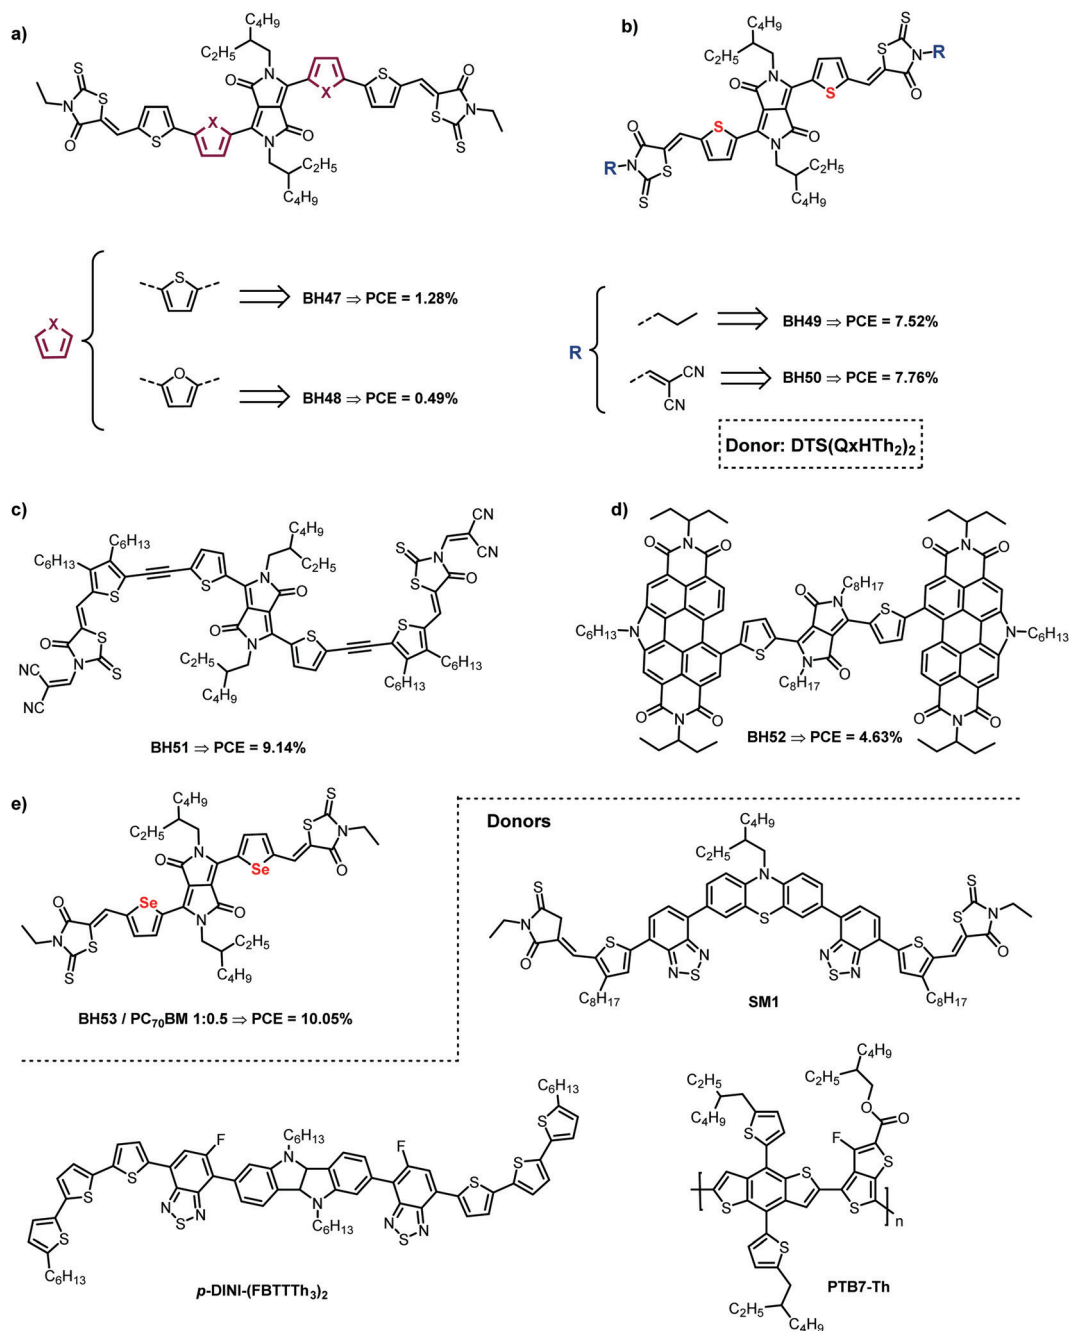 a)
C₄H₉
C₂H₅
S
O
N
X
S
O
N
N
S
O
S
X
N
O
S
S
C₂H₅
C₄H₉
b)
C₄H₉
C₂H₅
S
S
N
R
O
O
N
S
O
S
N
O
R
N
S
S
C₂H₅
C₄H₉
X
S
BH47 ⇒ PCE = 1.28%
O
BH48 ⇒ PCE = 0.49%
R
BH49 ⇒ PCE = 7.52%
CN
CN
BH50 ⇒ PCE = 7.76%
Donor: DTS(QxHTh₂)₂
c)
C₆H₁₃
C₆H₁₃
S
S
C₄H₉
C₂H₅
N
O
O
N
O
S
N
S
NC
NC
C₂H₅
C₄H₉
S
S
C₆H₁₃
C₆H₁₃
S
S
N
O
CN
CN
BH51 ⇒ PCE = 9.14%
d)
O
N
O
C₆H₁₃
N
O
N
O
S
C₈H₁₇
O
N
N
O
C₈H₁₇
S
O
N
O
N
C₆H₁₃
O
N
O
BH52 ⇒ PCE = 4.63%
e)
C₄H₉
C₂H₅
S
S
N
O
Se
O
N
Se
O
N
O
N
S
S
C₂H₅
C₄H₉
BH53 / PC₇₀BM 1:0.5 ⇒ PCE = 10.05%
Donors
C₄H₉
C₂H₅
N
S
S
N
O
S
C₈H₁₇
N
S
N
N
S
N
S
C₈H₁₇
S
S
N
O
SM1
C₆H₁₃
S
S
S
N
S
N
F
C₆H₁₃
N
N
C₆H₁₃
F
N
S
N
S
S
S
C₆H₁₃
p-DINI-(FBTTTh₃)₂
C₂H₅
C₄H₉
S
C₄H₉
C₂H₅
O
O
F
S
S
S
S
n
S
C₂H₅
C₄H₉
PTB7-Th